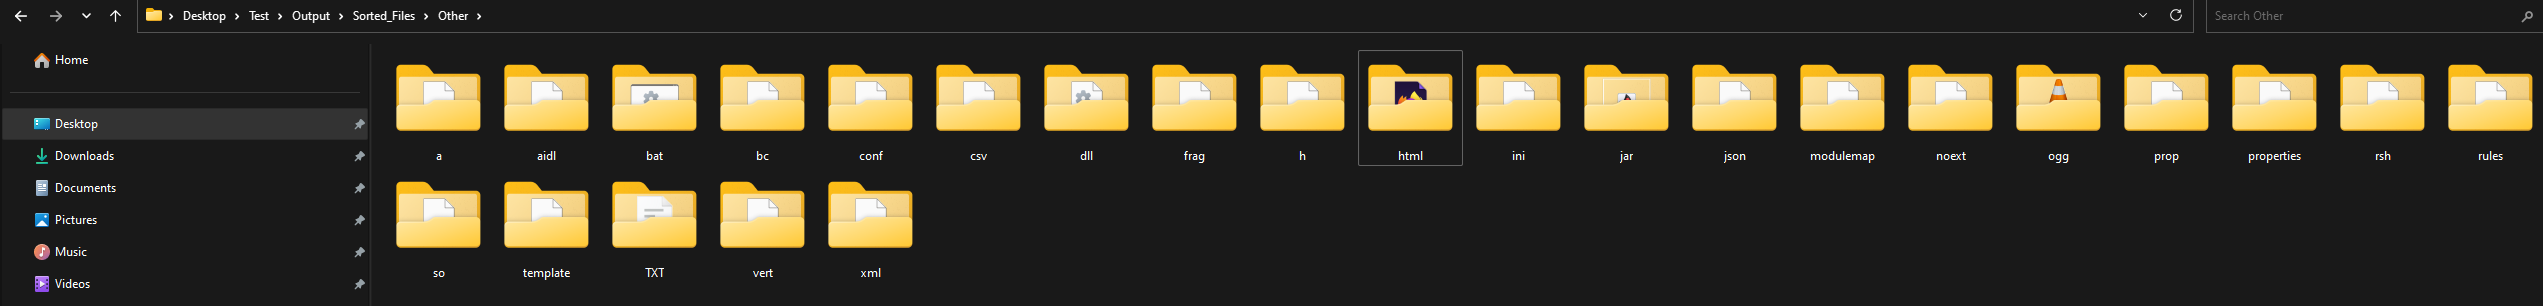 Desktop > Test > Output > Sorted_Files > Other >
Search Other
Home
Desktop
Downloads
Documents
Pictures
Music
Videos
a aidl bat bc conf csv dll frag h html ini jar json modulemap noext ogg prop properties rsh rules
so template TXT vert xml